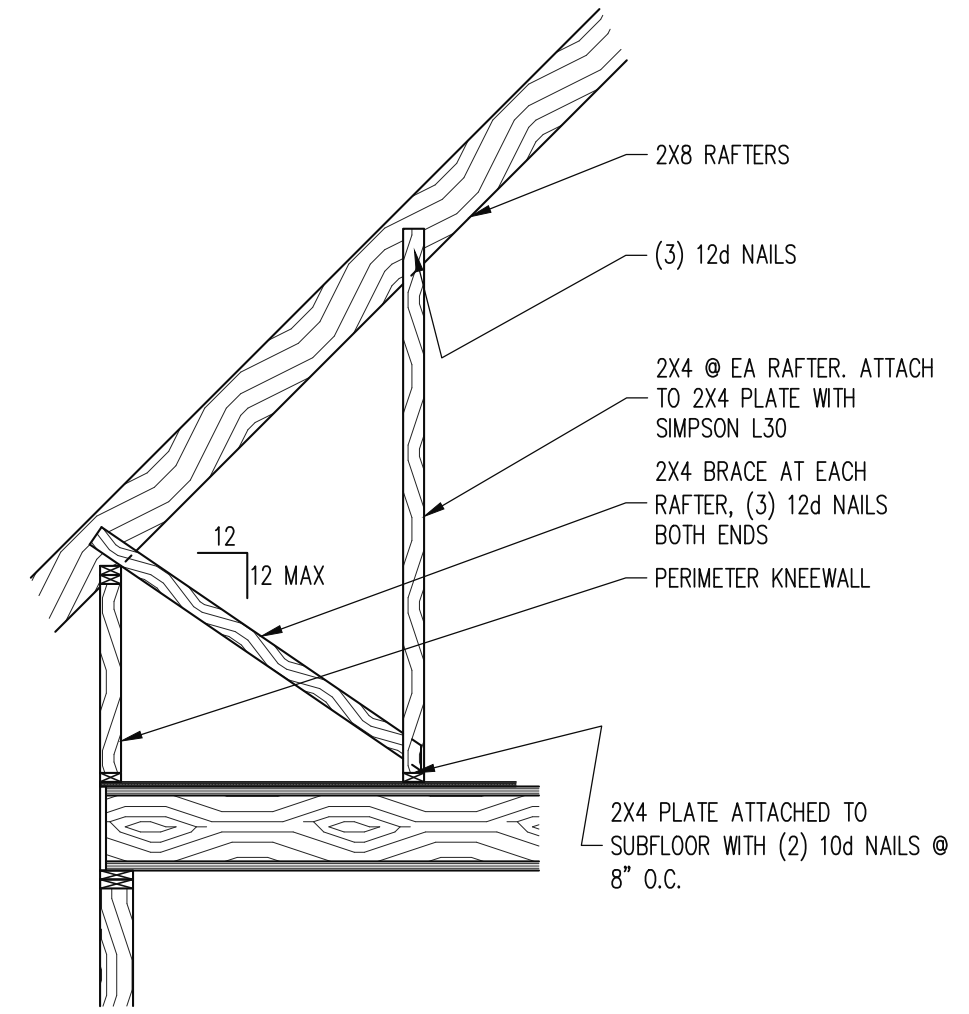 2X8 RAFTERS
(3) 12d NAILS
2X4 @ EA RAFTER. ATTACH
TO 2X4 PLATE WITH
SIMPSON L30
2X4 BRACE AT EACH
RAFTER, (3) 12d NAILS
BOTH ENDS
12
12 MAX
PERIMETER KNEEWALL
2X4 PLATE ATTACHED TO
SUBFLOOR WITH (2) 10d NAILS @
8” O.C.